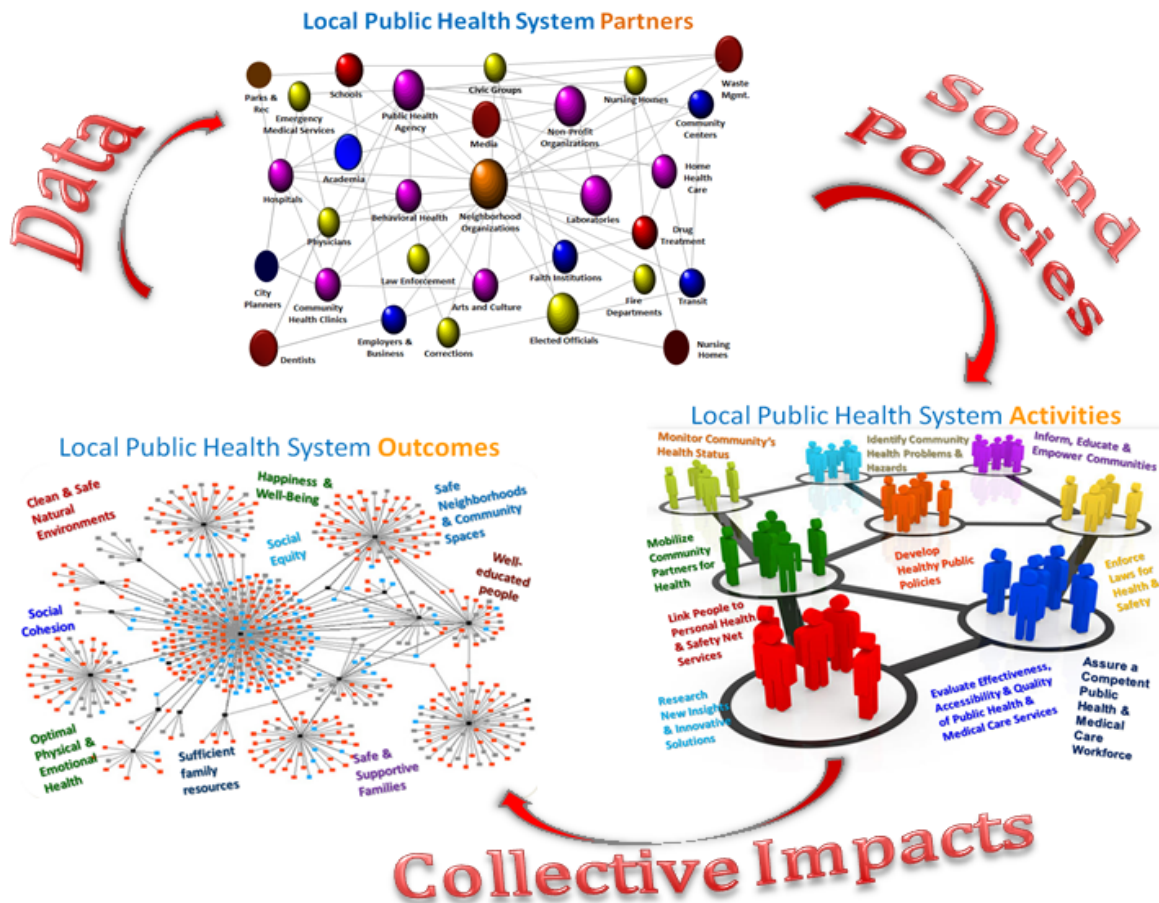 Local Public Health System Partners
Data
Sound
Policies
Parks &
Rec
Schools
Civic Groups
Nursing Homes
Waste
Mgmt.
Emergency
Medical Services
Public Health
Agency
Media
Non-Profit
Organizations
Community
Centers
Academia
Hospitals
Behavioral Health
Neighborhood
Organizations
Laboratories
Home
Health
Care
Physicians
Drug
Treatment
City
Planners
Law Enforcement
Faith Institutions
Community
Health Clinics
Arts and Culture
Fire
Departments
Transit
Dentists
Employers &
Business
Corrections
Elected Officials
Nursing
Homes
Local Public Health System Activities
Monitor Community's
Health Status
Identify Community
Health Problems &
Hazards
Inform, Educate &
Empower Communities
Mobilize
Community
Partners for
Health
Develop
Healthy Public
Policies
Enforce
Laws for
Health &
Safety
Link People to
Personal Health
& Safety Net
Services
Research
New Insights
& Innovative
Solutions
Evaluate Effectiveness,
Accessibility & Quality
of Public Health &
Medical Care Services
Assure a
Competent
Public
Health &
Medical
Care
Workforce
Local Public Health System Outcomes
Clean & Safe
Natural
Environments
Happiness &
Well-Being
Safe
Neighborhoods
& Community
Spaces
Social
Equity
Well-
educated
people
Social
Cohesion
Optimal
Physical &
Emotional
Health
Sufficient
family
resources
Safe &
Supportive
Families
Collective Impacts